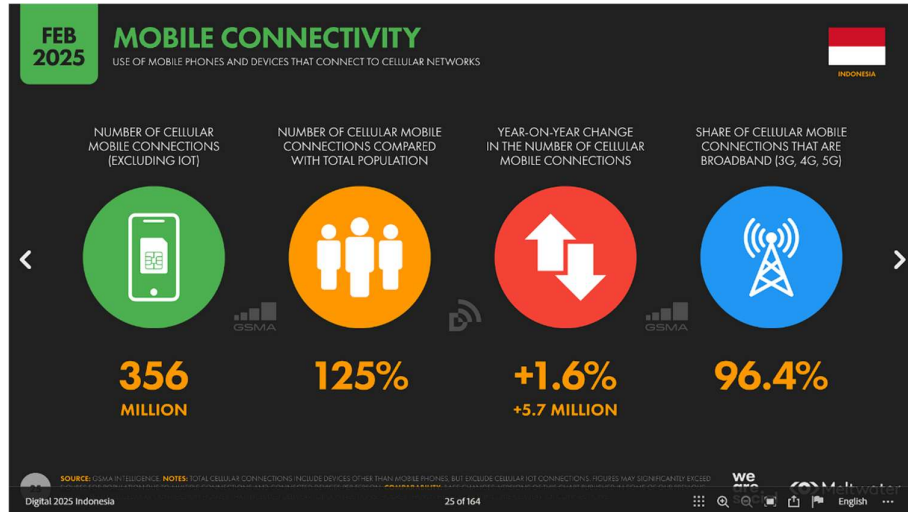 FEB
2025
MOBILE CONNECTIVITY
USE OF MOBILE PHONES AND DEVICES THAT CONNECT TO CELLULAR NETWORKS
INDONESIA
NUMBER OF CELLULAR
MOBILE CONNECTIONS
(EXCLUDING IOT)
NUMBER OF CELLULAR MOBILE
CONNECTIONS COMPARED
WITH TOTAL POPULATION
YEAR-ON-YEAR CHANGE
IN THE NUMBER OF CELLULAR
MOBILE CONNECTIONS
SHARE OF CELLULAR MOBILE
CONNECTIONS THAT ARE
BROADBAND (3G, 4G, 5G)
GSMA
GSMA
356
MILLION
125%
+1.6%
+5.7 MILLION
96.4%
SOURCE: GSMA INTELLIGENCE. NOTES: TOTAL CELLULAR CONNECTIONS INCLUDE DEVICES OTHER THAN MOBILE PHONES, BUT EXCLUDE CELLULAR IOT CONNECTIONS. FIGURES MAY SIGNIFICANTLY EXCEED
we
are
social
Meltwater
Digital 2025 Indonesia
25 of 164
English